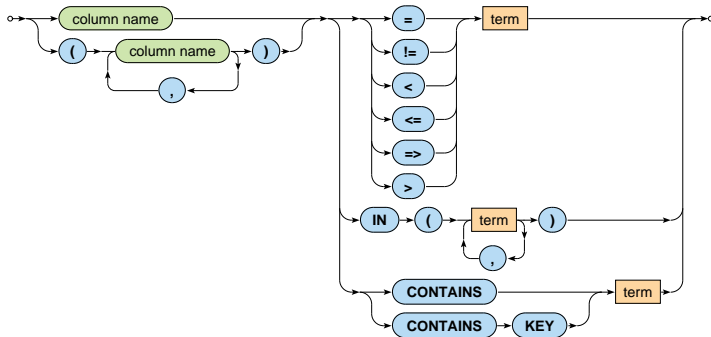 column name = term
( column name ) !=
, <
<=
=>
>
IN ( term )
,
CONTAINS term
CONTAINS KEY